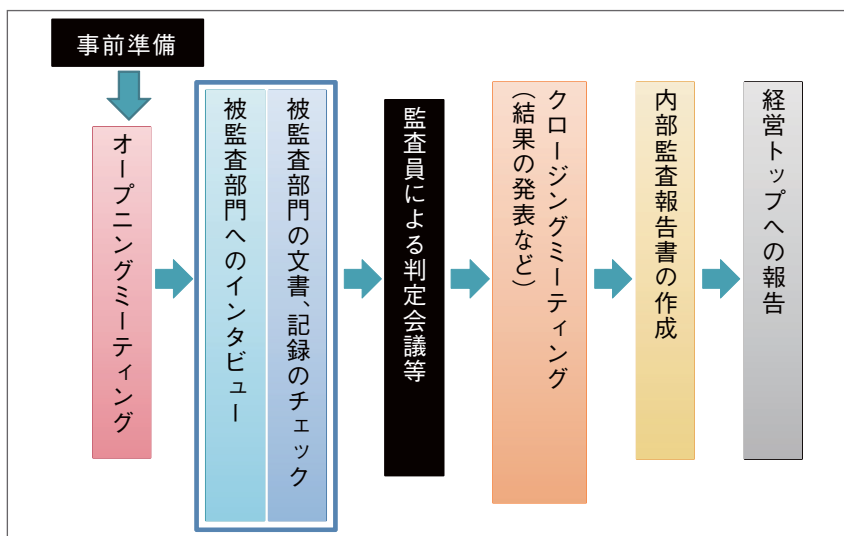 事前準備
オープニングミーティング
被監査部門へのインタビュー
被監査部門の文書、記録のチェック
監査員による判定会議等
クロージングミーティング
（結果の発表など）
内部監査報告書の作成
経営トップへの報告